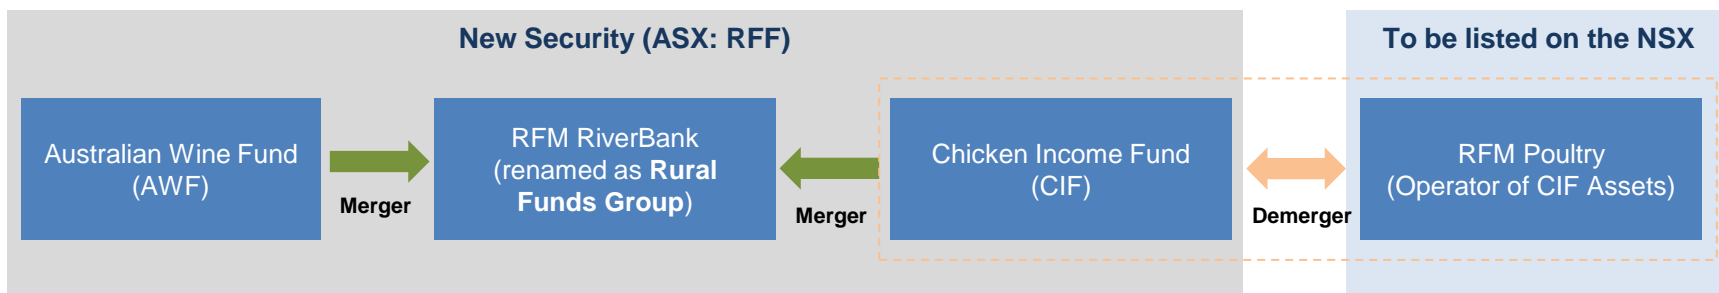 New Security (ASX: RFF)
To be listed on the NSX
Australian Wine Fund
(AWF)
Merger
RFM RiverBank
(renamed as Rural
Funds Group)
Merger
Chicken Income Fund
(CIF)
Demerger
RFM Poultry
(Operator of CIF Assets)